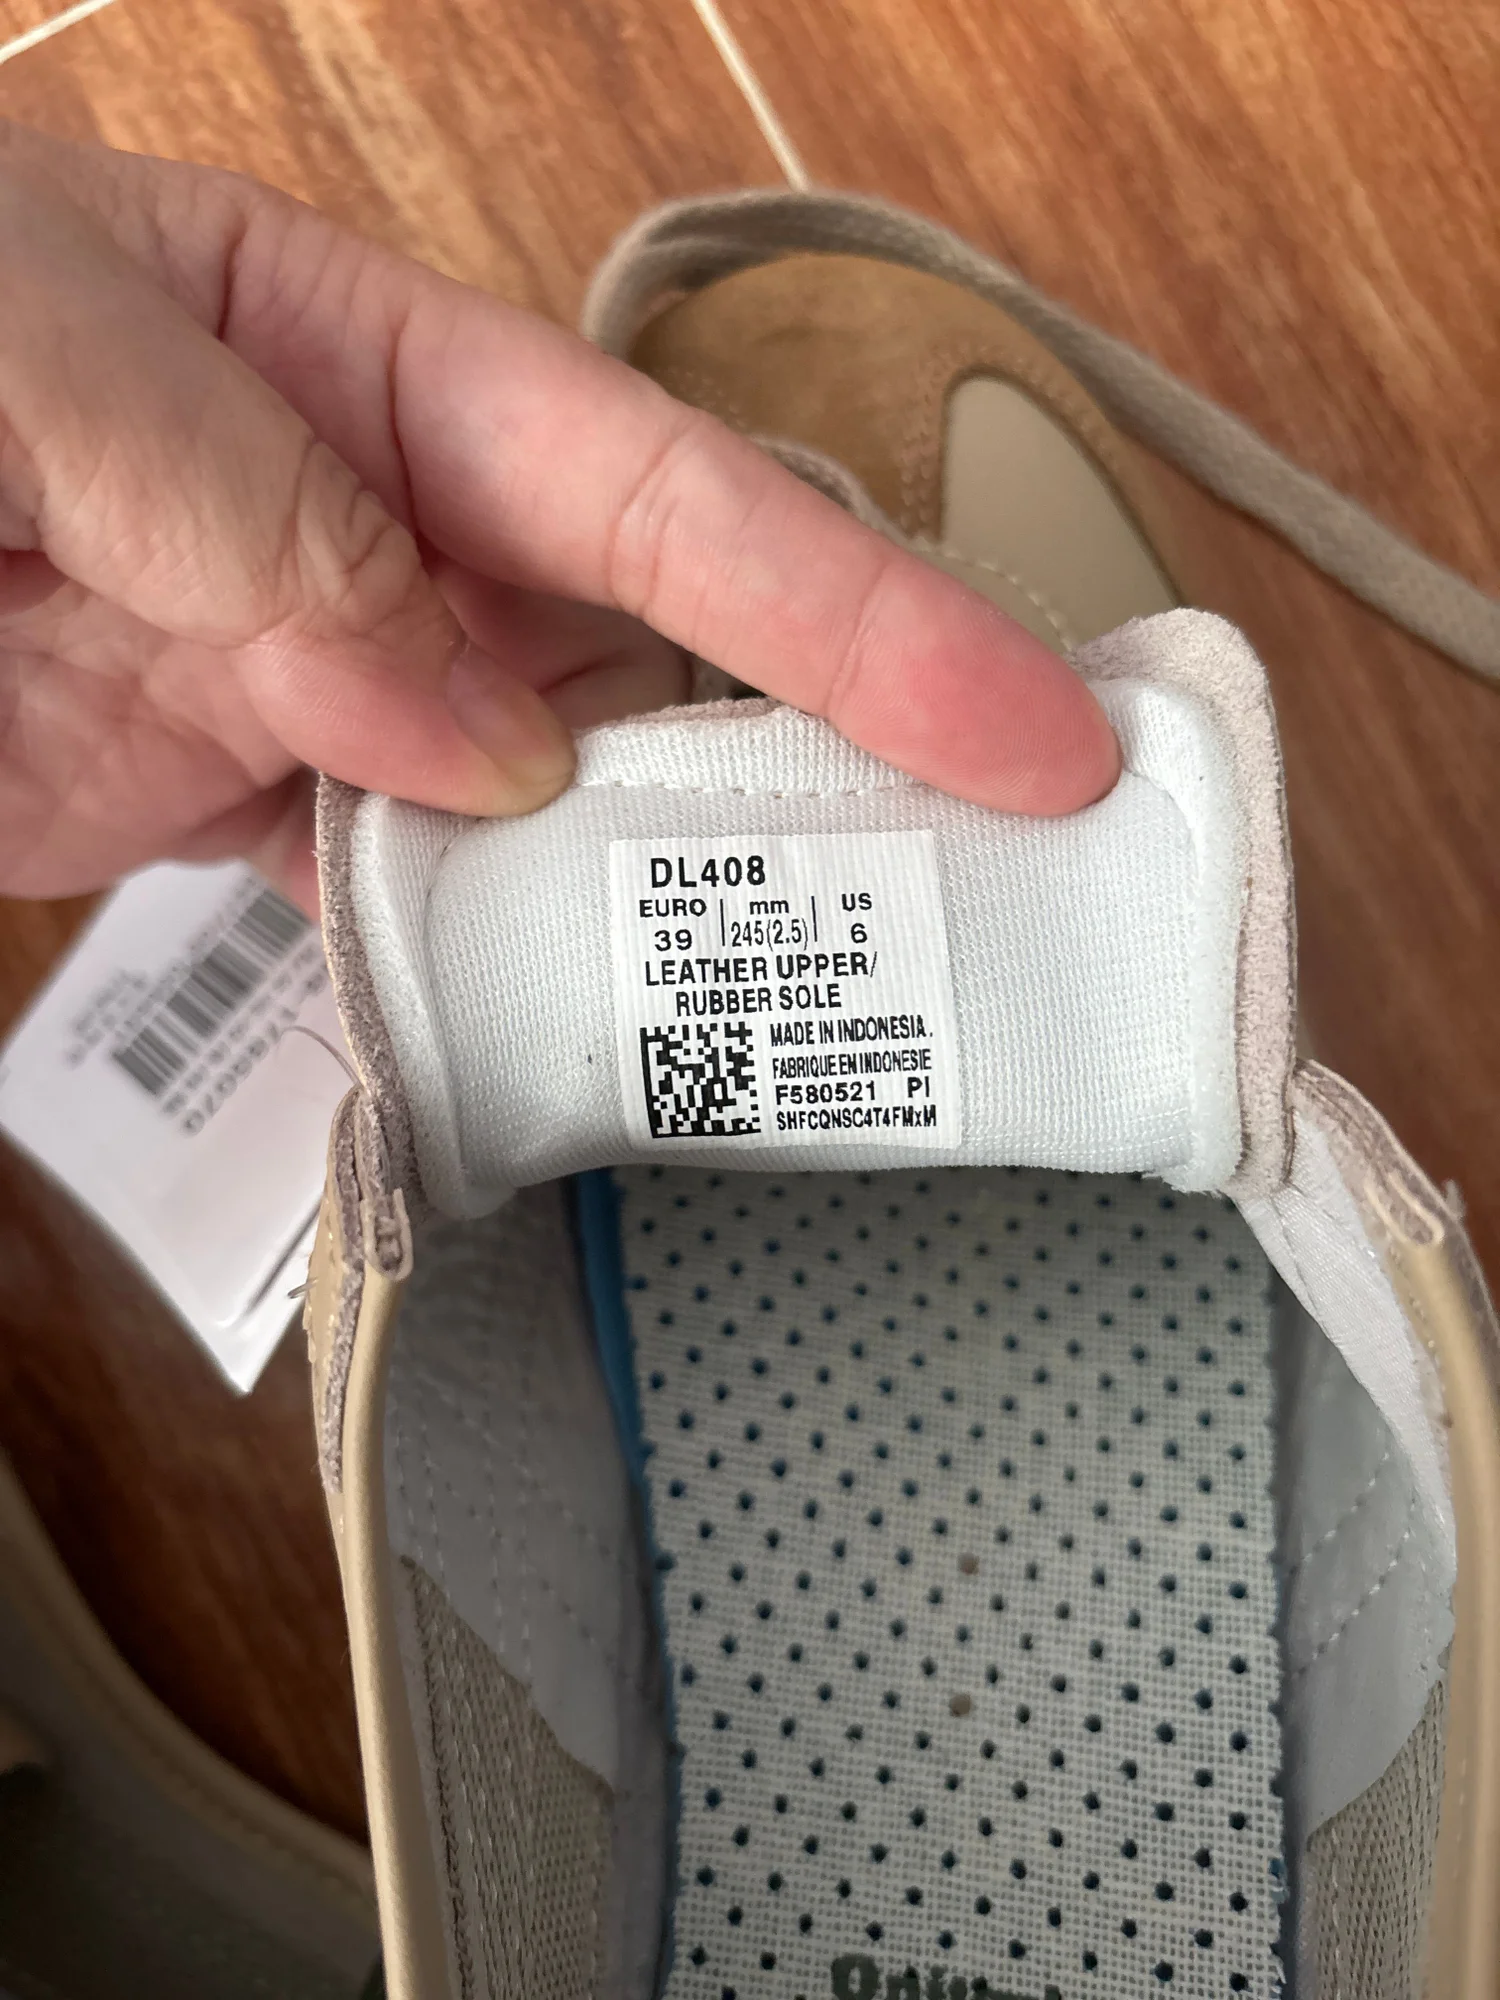 DL408
EURO | mm | US
39 | 245(2.5) | 6
LEATHER UPPER/
RUBBER SOLE
MADE IN INDONESIA.
FABRIQUE EN INDONESIE
F580521 PI
SHFCQNSC4T4FMxM